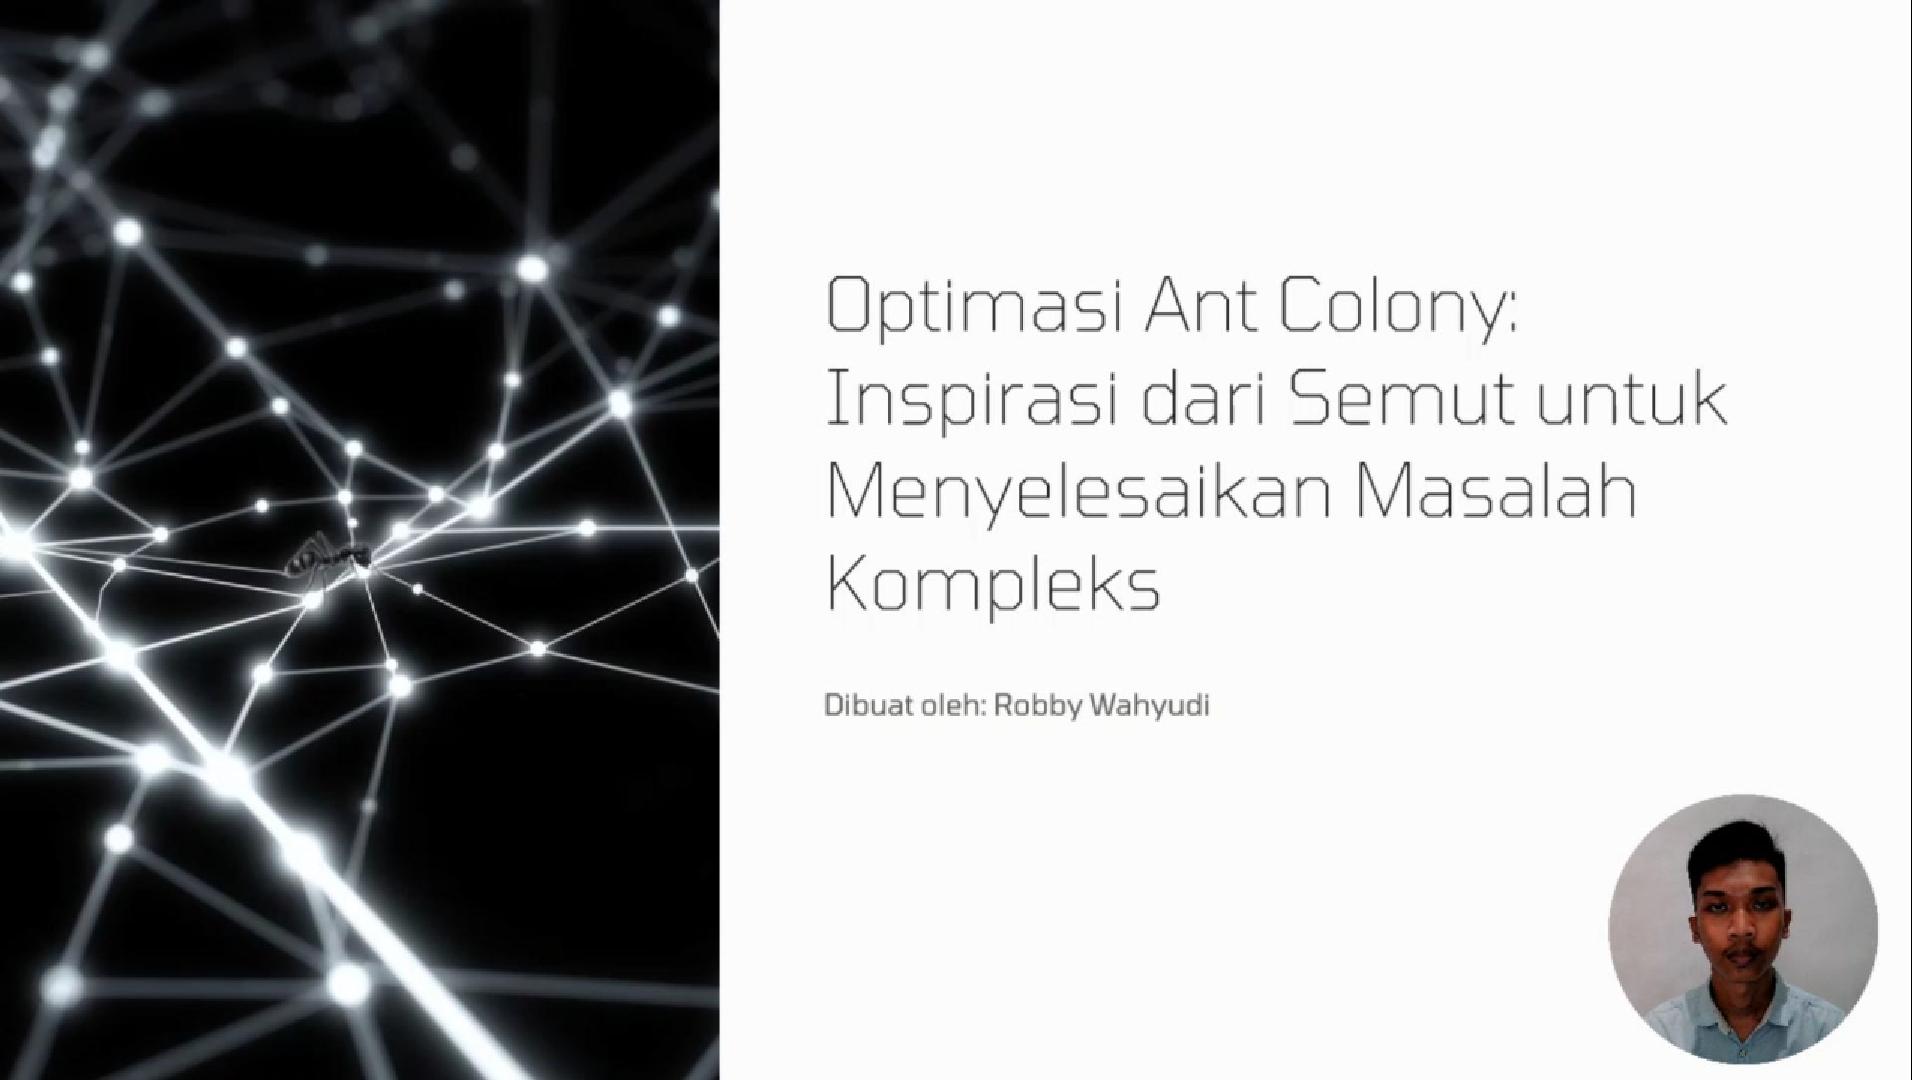 Optimasi Ant Colony:
Inspirasi dari Semut untuk
Menyelesaikan Masalah
Kompleks
Dibuat oleh: Robby Wahyudi